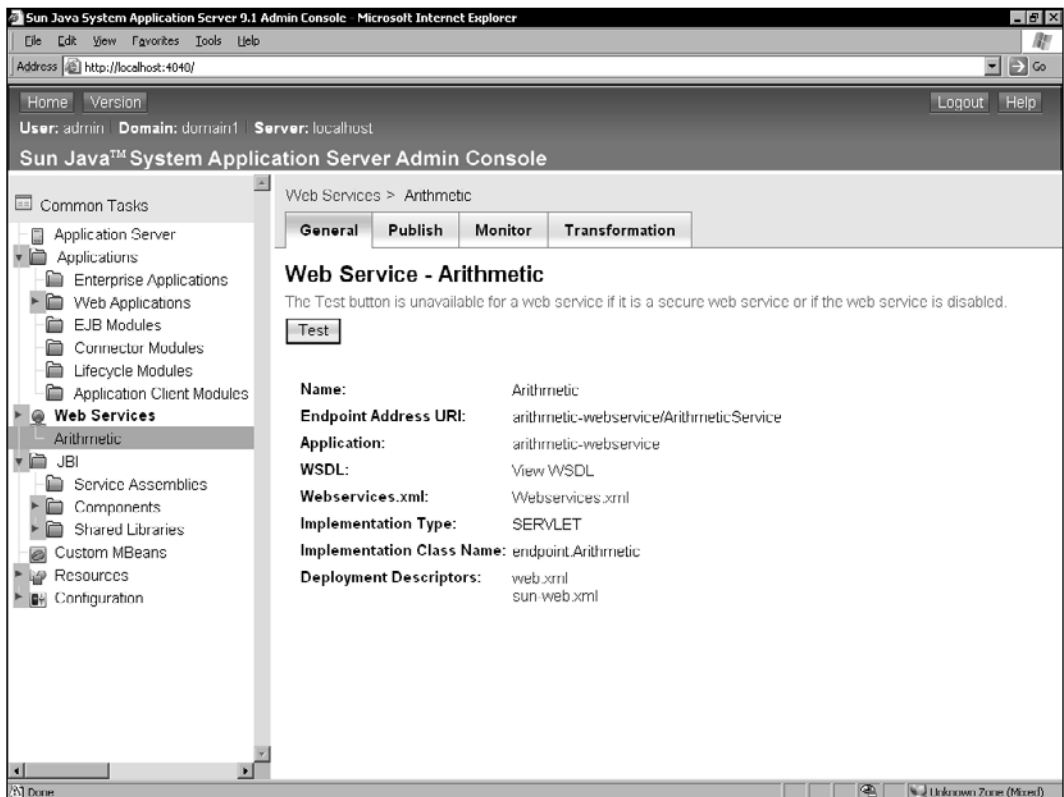 Sun Java System Application Server 9.1 Admin Console - Microsoft Internet Explorer
File Edit View Favorites Tools Help
Address http://localhost:4040/ Go
Home Version Logout Help
User: admin Domain: domain1 Server: localhost
Sun Java™ System Application Server Admin Console
Common Tasks
Application Server
Applications
Enterprise Applications
Web Applications
EJB Modules
Connector Modules
Lifecycle Modules
Application Client Modules
Web Services
Arithmetic
JBI
Service Assemblies
Components
Shared Libraries
Custom MBeans
Resources
Configuration
Web Services > Arithmetic
General Publish Monitor Transformation
Web Service - Arithmetic
The Test button is unavailable for a web service if it is a secure web service or if the web service is disabled.
Test
Name: Arithmetic
Endpoint Address URI: arithmetic-webservice/ArithmeticService
Application: arithmetic-webservice
WSDL: View WSDL
Webservices.xml: Webservices.xml
Implementation Type: SERVLET
Implementation Class Name: endpoint.Arithmetic
Deployment Descriptors: web.xml
sun-web.xml
Done Unknown Zone (Mixed)